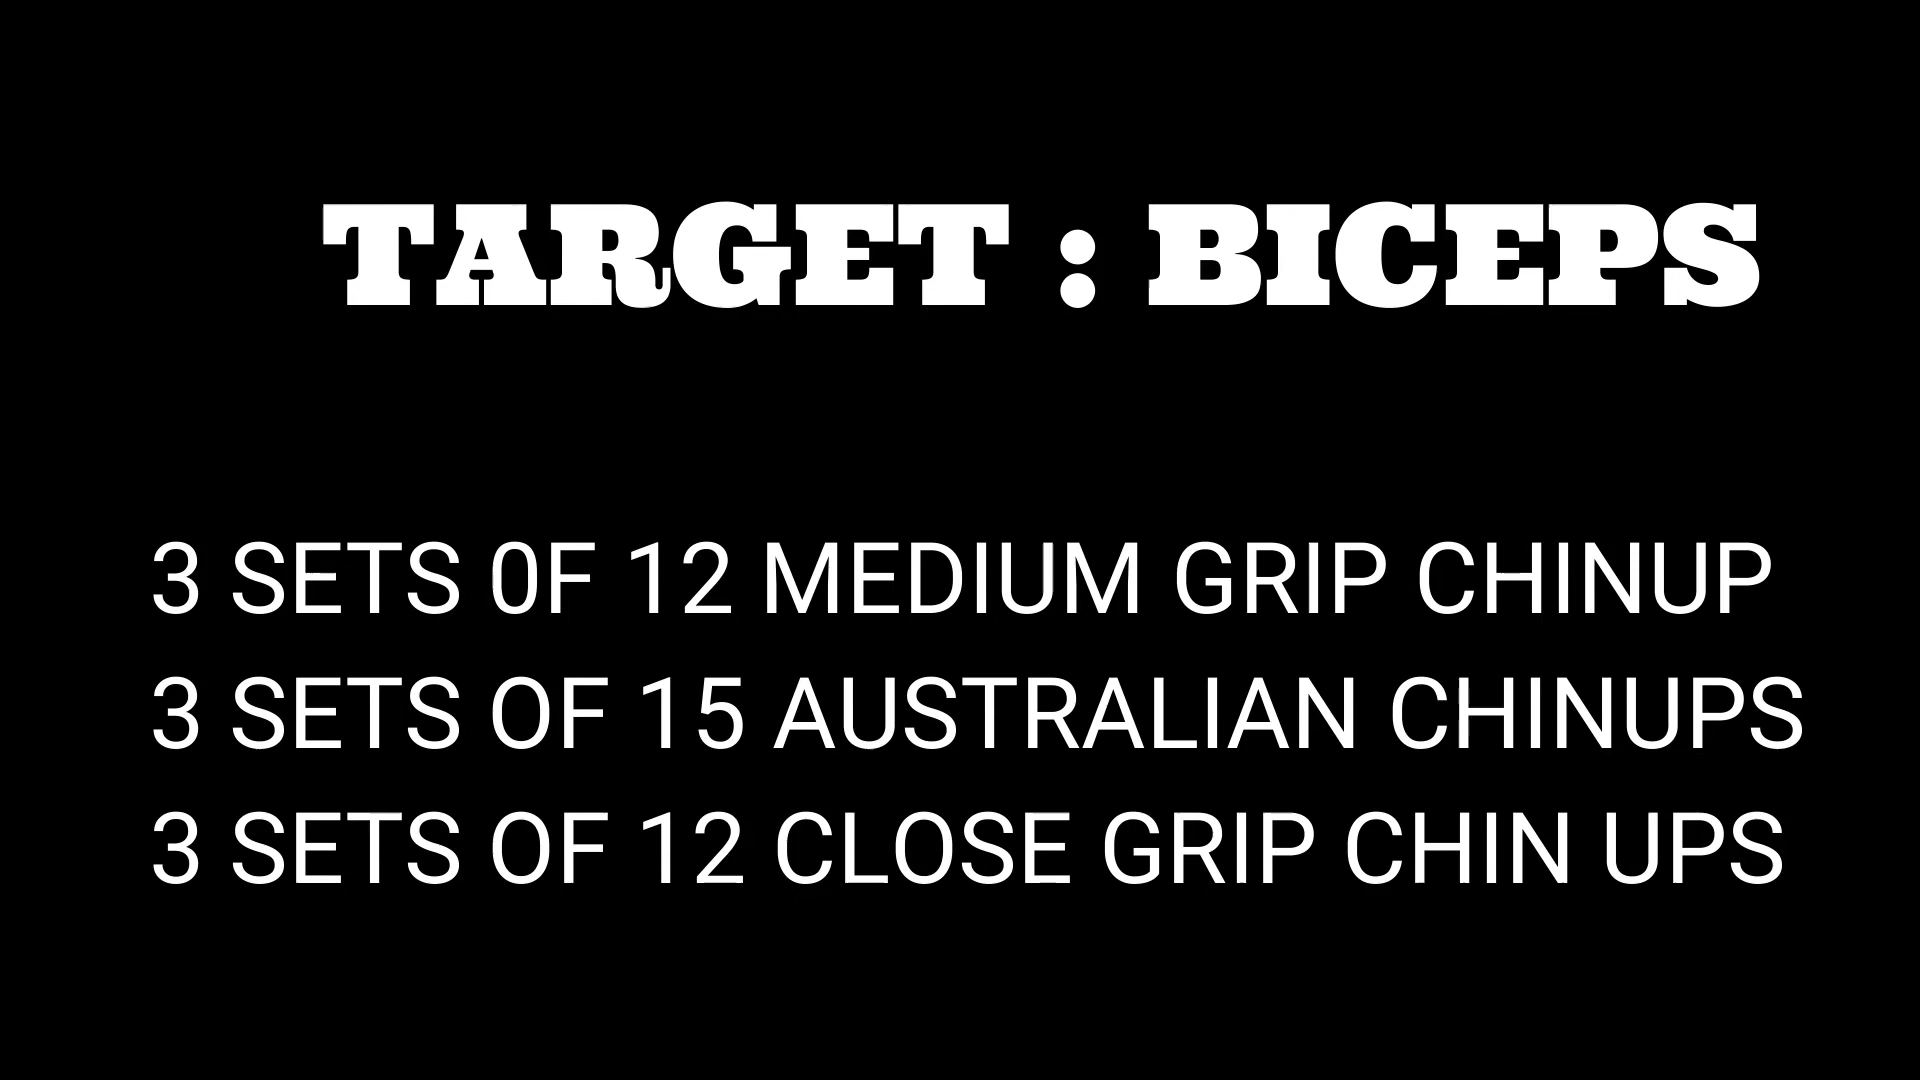 TARGET : BICEPS
3 SETS 0F 12 MEDIUM GRIP CHINUP
3 SETS OF 15 AUSTRALIAN CHINUPS
3 SETS OF 12 CLOSE GRIP CHIN UPS